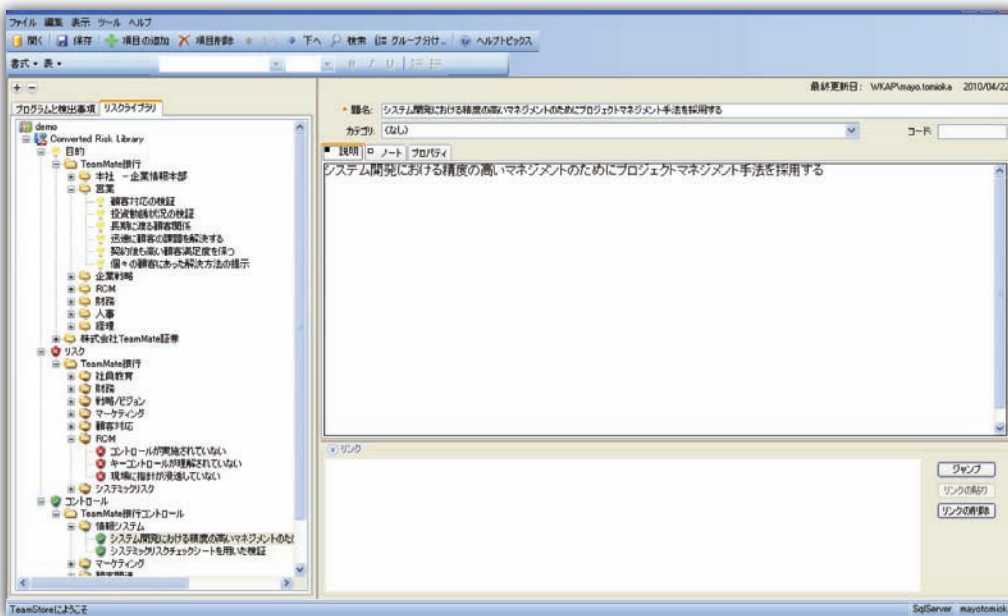 ファイル 編集 表示 ツール ヘルプ
開く 保存 項目の追加 項目削除 上へ 下へ 検索 グループ分け... ヘルプトピックス
書式 表 B I U
最終更新日: WKAP\mayo.tomioka 2010/04/22
プログラムと検出事項 リスクライブラリ
題名: システム開発における精度の高いマネジメントのためにプロジェクトマネジメント手法を採用する
カテゴリ: (なし) コード:
説明 ノート プロパティ
システム開発における精度の高いマネジメントのためにプロジェクトマネジメント手法を採用する
demo
Converted Risk Library
目的
TeamMate銀行
本社 -企業情報本部
営業
顧客対応の検証
投資勧誘状況の検証
長期に渡る顧客関係
迅速に顧客の課題を解決する
契約後も高い顧客満足度を保つ
個々の顧客にあった解決方法の提示
企業戦略
RCM
財務
人事
経理
株式会社TeamMate証券
リスク
TeamMate銀行
社員教育
財務
戦略/ビジョン
マーケティング
顧客対応
RCM
コントロールが実施されていない
キーコントロールが理解されていない
現場に指針が浸透していない
システミックリスク
コントロール
TeamMate銀行コントロール
情報システム
システム開発における精度の高いマネジメントのた
システミックリスクチェックシートを用いた検証
マーケティング
リンク
ジャンプ
リンクの貼り
リンクの削除
TeamStoreにようこそ SqlServer mayotomiok